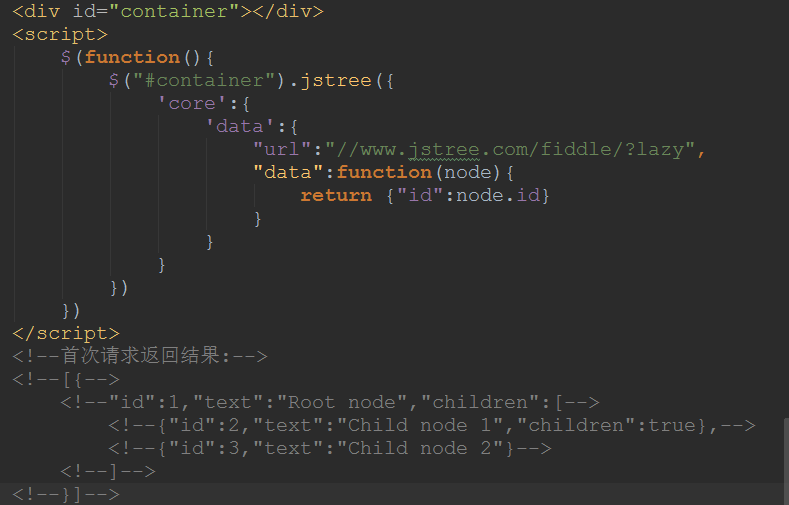 <div id="container"></div>
<script>
    $(function(){
        $("#container").jstree({
            'core':{
                'data':{
                    "url":"//www.jstree.com/fiddle/?lazy",
                    "data":function(node){
                        return {"id":node.id}
                    }
                }
            }
        })
    })
</script>
<!--首次请求返回结果:-->
<!--[{-->
    <!--"id":1,"text":"Root node","children":[-->
        <!--{"id":2,"text":"Child node 1","children":true},-->
        <!--{"id":3,"text":"Child node 2"}-->
    <!--]-->
<!--}]-->